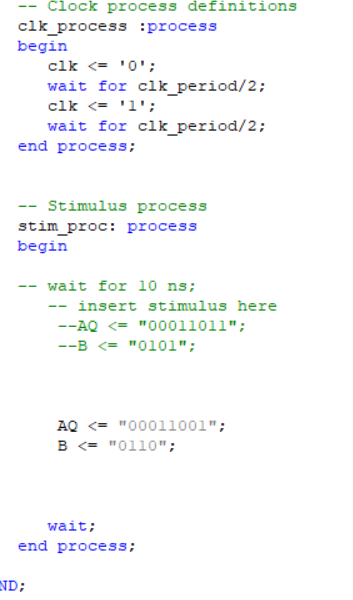 -- Clock process definitions
clk_process :process
begin
clk <= '0';
wait for clk_period/2;
clk <= '1';
wait for clk_period/2;
end process;
-- Stimulus process
stim_proc: process
begin
-- wait for 10 ns;
-- insert stimulus here
--AQ <= "00011011";
--B <= "0101";
AQ <= "00011001";
B <= "0110";
wait;
end process;
ND;